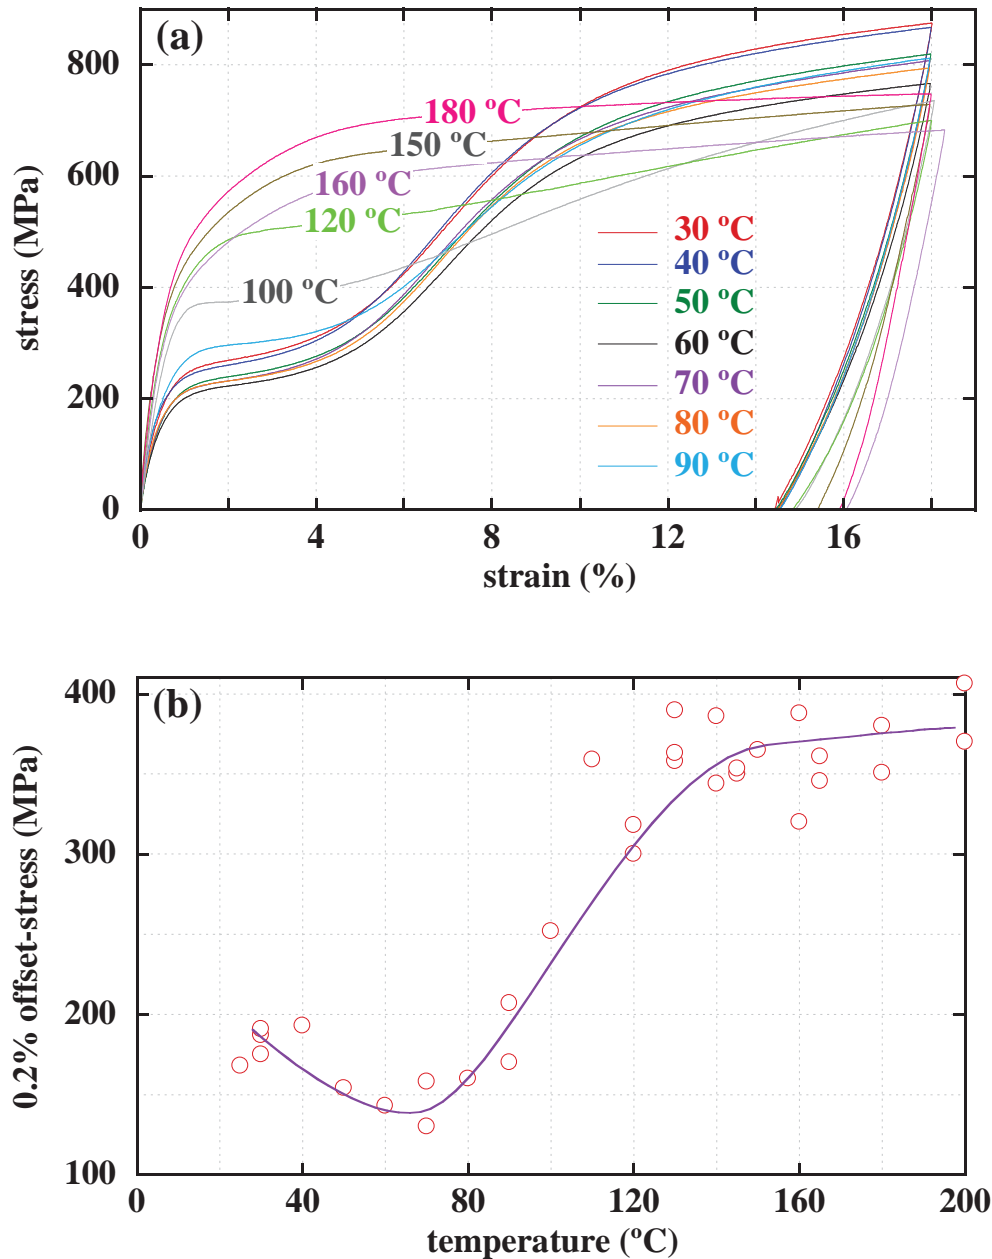 (a)
800
600
400
200
0
stress (MPa)
180 ºC
150 ºC
160 ºC
120 ºC
100 ºC
30 ºC
40 ºC
50 ºC
60 ºC
70 ºC
80 ºC
90 ºC
0 4 8 12 16
strain (%)
(b)
400
300
200
100
0.2% offset-stress (MPa)
0 40 80 120 160 200
temperature (ºC)